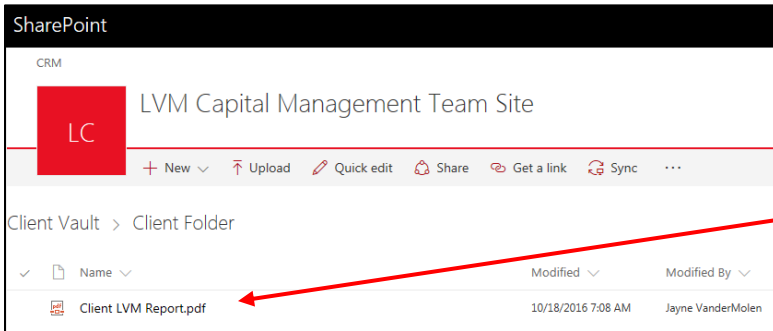 SharePoint
CRM
LC
LVM Capital Management Team Site
New Upload Quick edit Share Get a link Sync ...
Client Vault > Client Folder
Name Modified Modified By
Client LVM Report.pdf 10/18/2016 7:08 AM Jayne VanderMolen